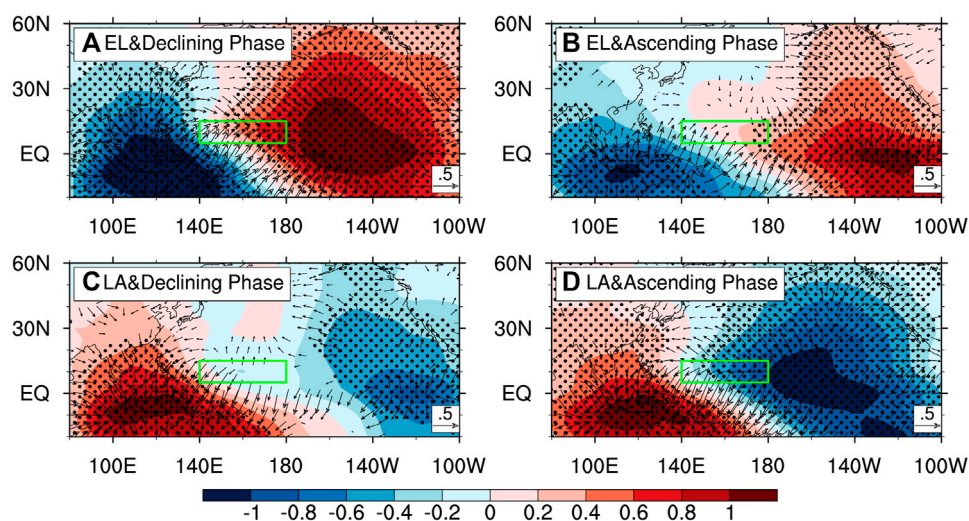 60N
A EL&Declining Phase
30N
EQ
.5
100E 140E 180 140W 100W
60N
B EL&Ascending Phase
30N
EQ
.5
100E 140E 180 140W 100W
60N
C LA&Declining Phase
30N
EQ
.5
100E 140E 180 140W 100W
60N
D LA&Ascending Phase
30N
EQ
.5
100E 140E 180 140W 100W
-1 -0.8 -0.6 -0.4 -0.2 0 0.2 0.4 0.6 0.8 1